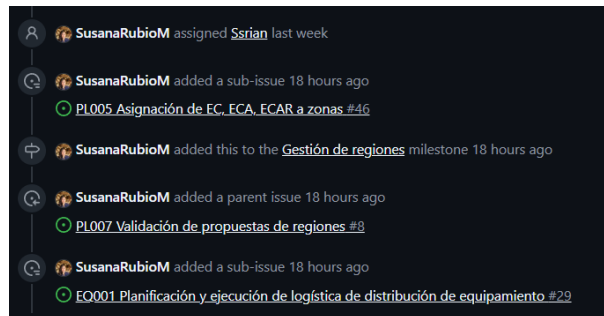 SusanaRubioM assigned Ssrian last week
SusanaRubioM added a sub-issue 18 hours ago
PL005 Asignación de EC, ECA, ECAR a zonas #46
SusanaRubioM added this to the Gestión de regiones milestone 18 hours ago
SusanaRubioM added a parent issue 18 hours ago
PL007 Validación de propuestas de regiones #8
SusanaRubioM added a sub-issue 18 hours ago
EQ001 Planificación y ejecución de logística de distribución de equipamiento #29